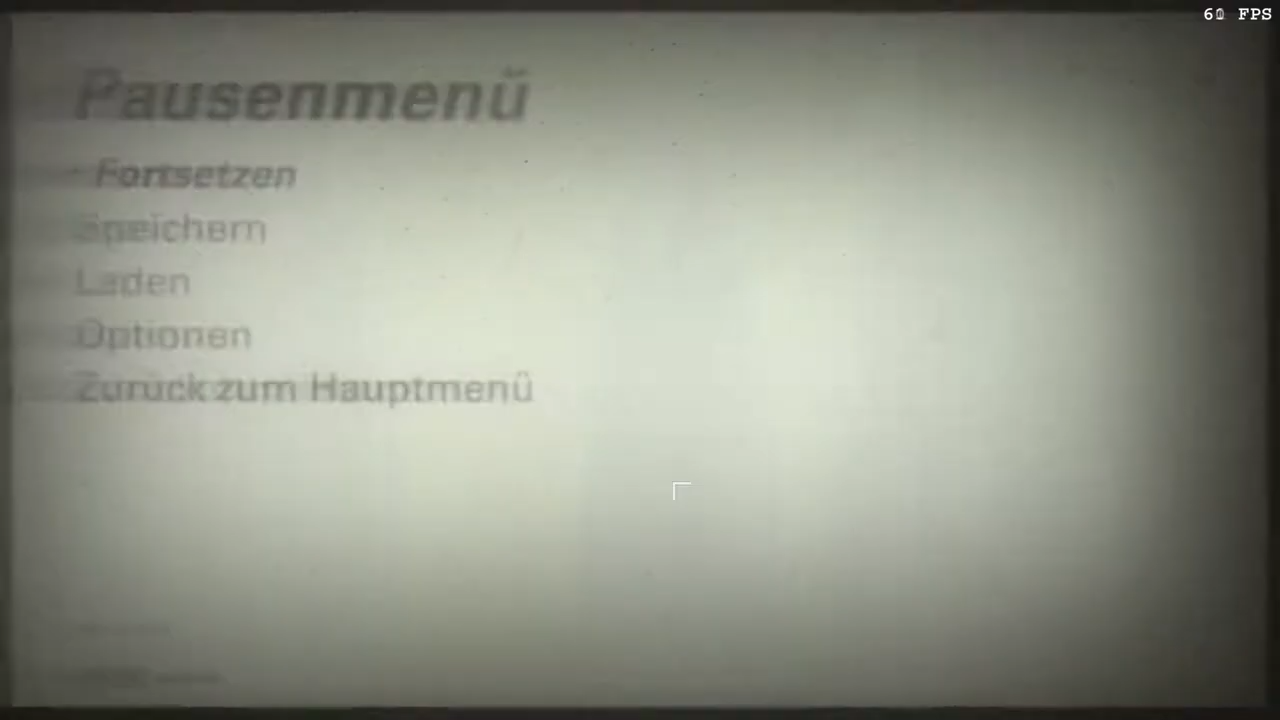 60 FPS
Pausenmenü
Fortsetzen
Speichern
Laden
Optionen
Zurück zum Hauptmenü